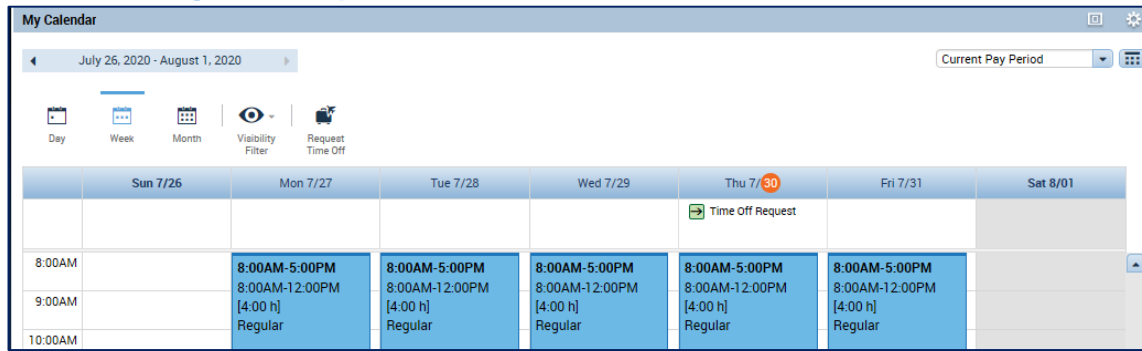 My Calendar
July 26, 2020 - August 1, 2020
Current Pay Period
Day
Week
Month
Visibility
Filter
Request
Time Off
Sun 7/26
Mon 7/27
Tue 7/28
Wed 7/29
Thu 7/30
Fri 7/31
Sat 8/01
Time Off Request
8:00AM
9:00AM
10:00AM
8:00AM-5:00PM
8:00AM-12:00PM
[4:00 h]
Regular
8:00AM-5:00PM
8:00AM-12:00PM
[4:00 h]
Regular
8:00AM-5:00PM
8:00AM-12:00PM
[4:00 h]
Regular
8:00AM-5:00PM
8:00AM-12:00PM
[4:00 h]
Regular
8:00AM-5:00PM
8:00AM-12:00PM
[4:00 h]
Regular